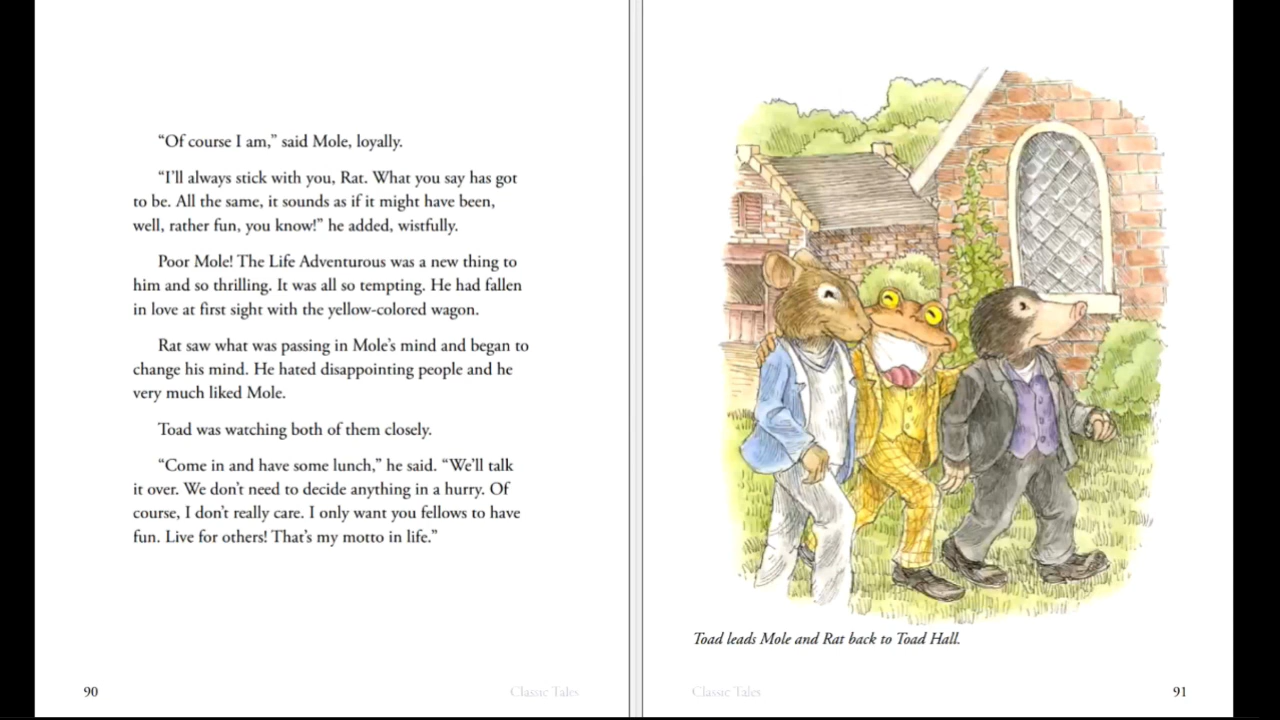 “Of course I am,” said Mole, loyally.
“I’ll always stick with you, Rat. What you say has got
to be. All the same, it sounds as if it might have been,
well, rather fun, you know!” he added, wistfully.
Poor Mole! The Life Adventurous was a new thing to
him and so thrilling. It was all so tempting. He had fallen
in love at first sight with the yellow-colored wagon.
Rat saw what was passing in Mole’s mind and began to
change his mind. He hated disappointing people and he
very much liked Mole.
Toad was watching both of them closely.
“Come in and have some lunch,” he said. “We’ll talk
it over. We don’t need to decide anything in a hurry. Of
course, I don’t really care. I only want you fellows to have
fun. Live for others! That’s my motto in life.”
90
Classic Tales
Toad leads Mole and Rat back to Toad Hall.
Classic Tales
91